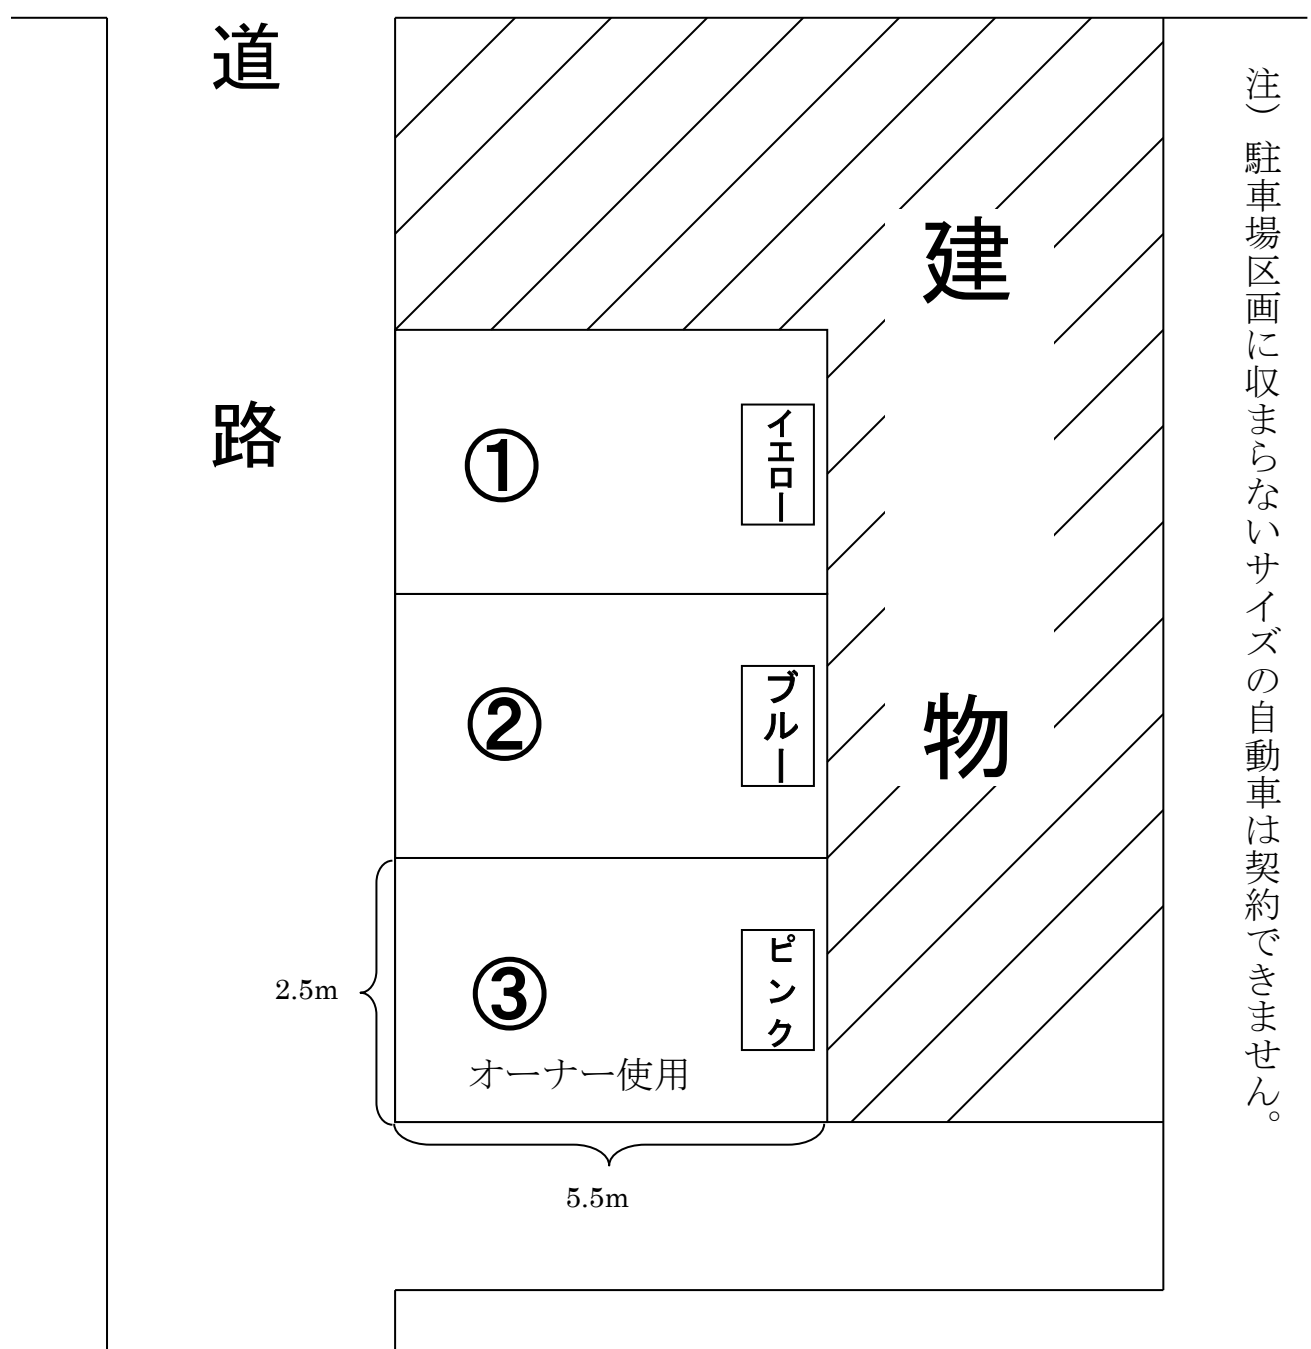 道
路
建
物
①
イエロー
②
ブルー
③
ピンク
オーナー使用
2.5m
5.5m
注）駐車場区画に収まらないサイズの自動車は契約できません。